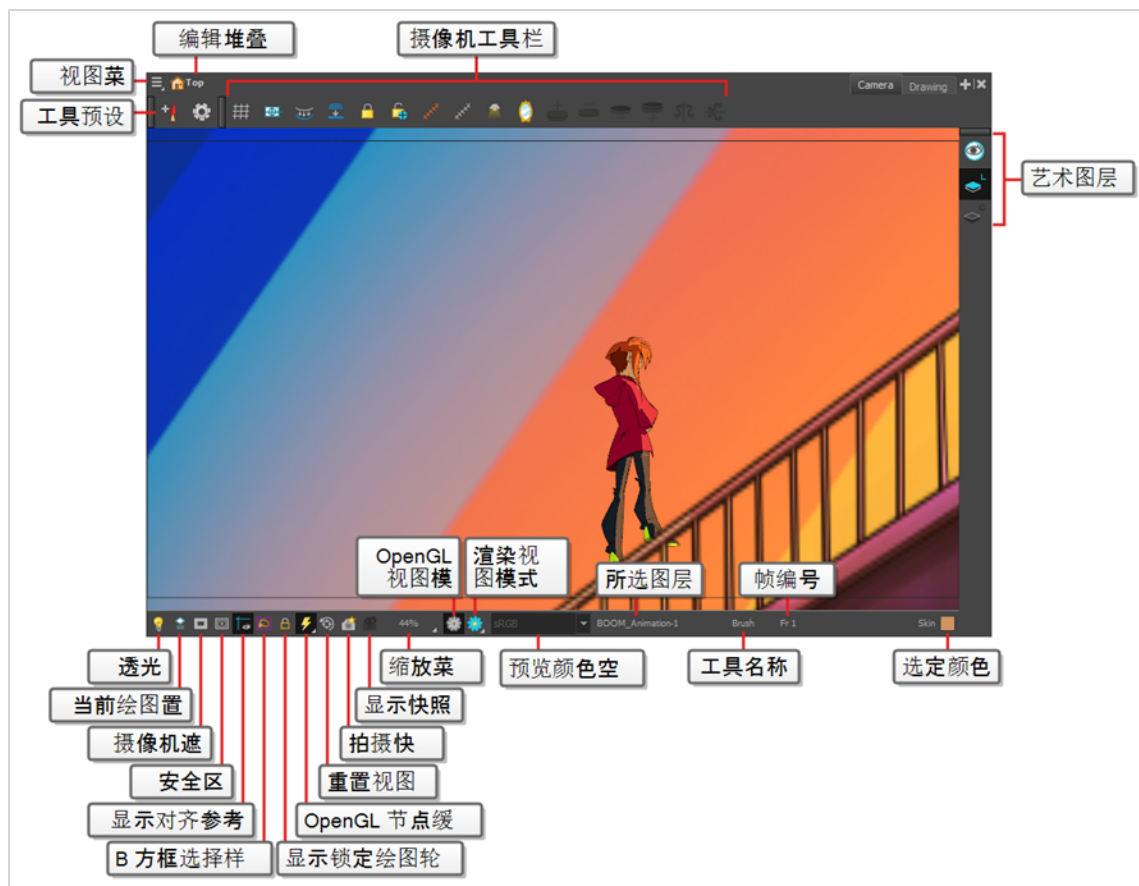 编辑堆叠
摄像机工具栏
视图菜
Top
Camera
Drawing
工具预设
艺术图层
L
C
OpenGL
视图模
渲染视
图模式
所选图层
帧编号
44%
sRGB
BOOM_Animation-1
Brush
Fr 1
Skin
透光
缩放菜
预览颜色空
工具名称
选定颜色
当前绘图置
显示快照
摄像机遮
拍摄快
安全区
重置视图
显示对齐参考
OpenGL 节点缓
B 方框选择样
显示锁定绘图轮